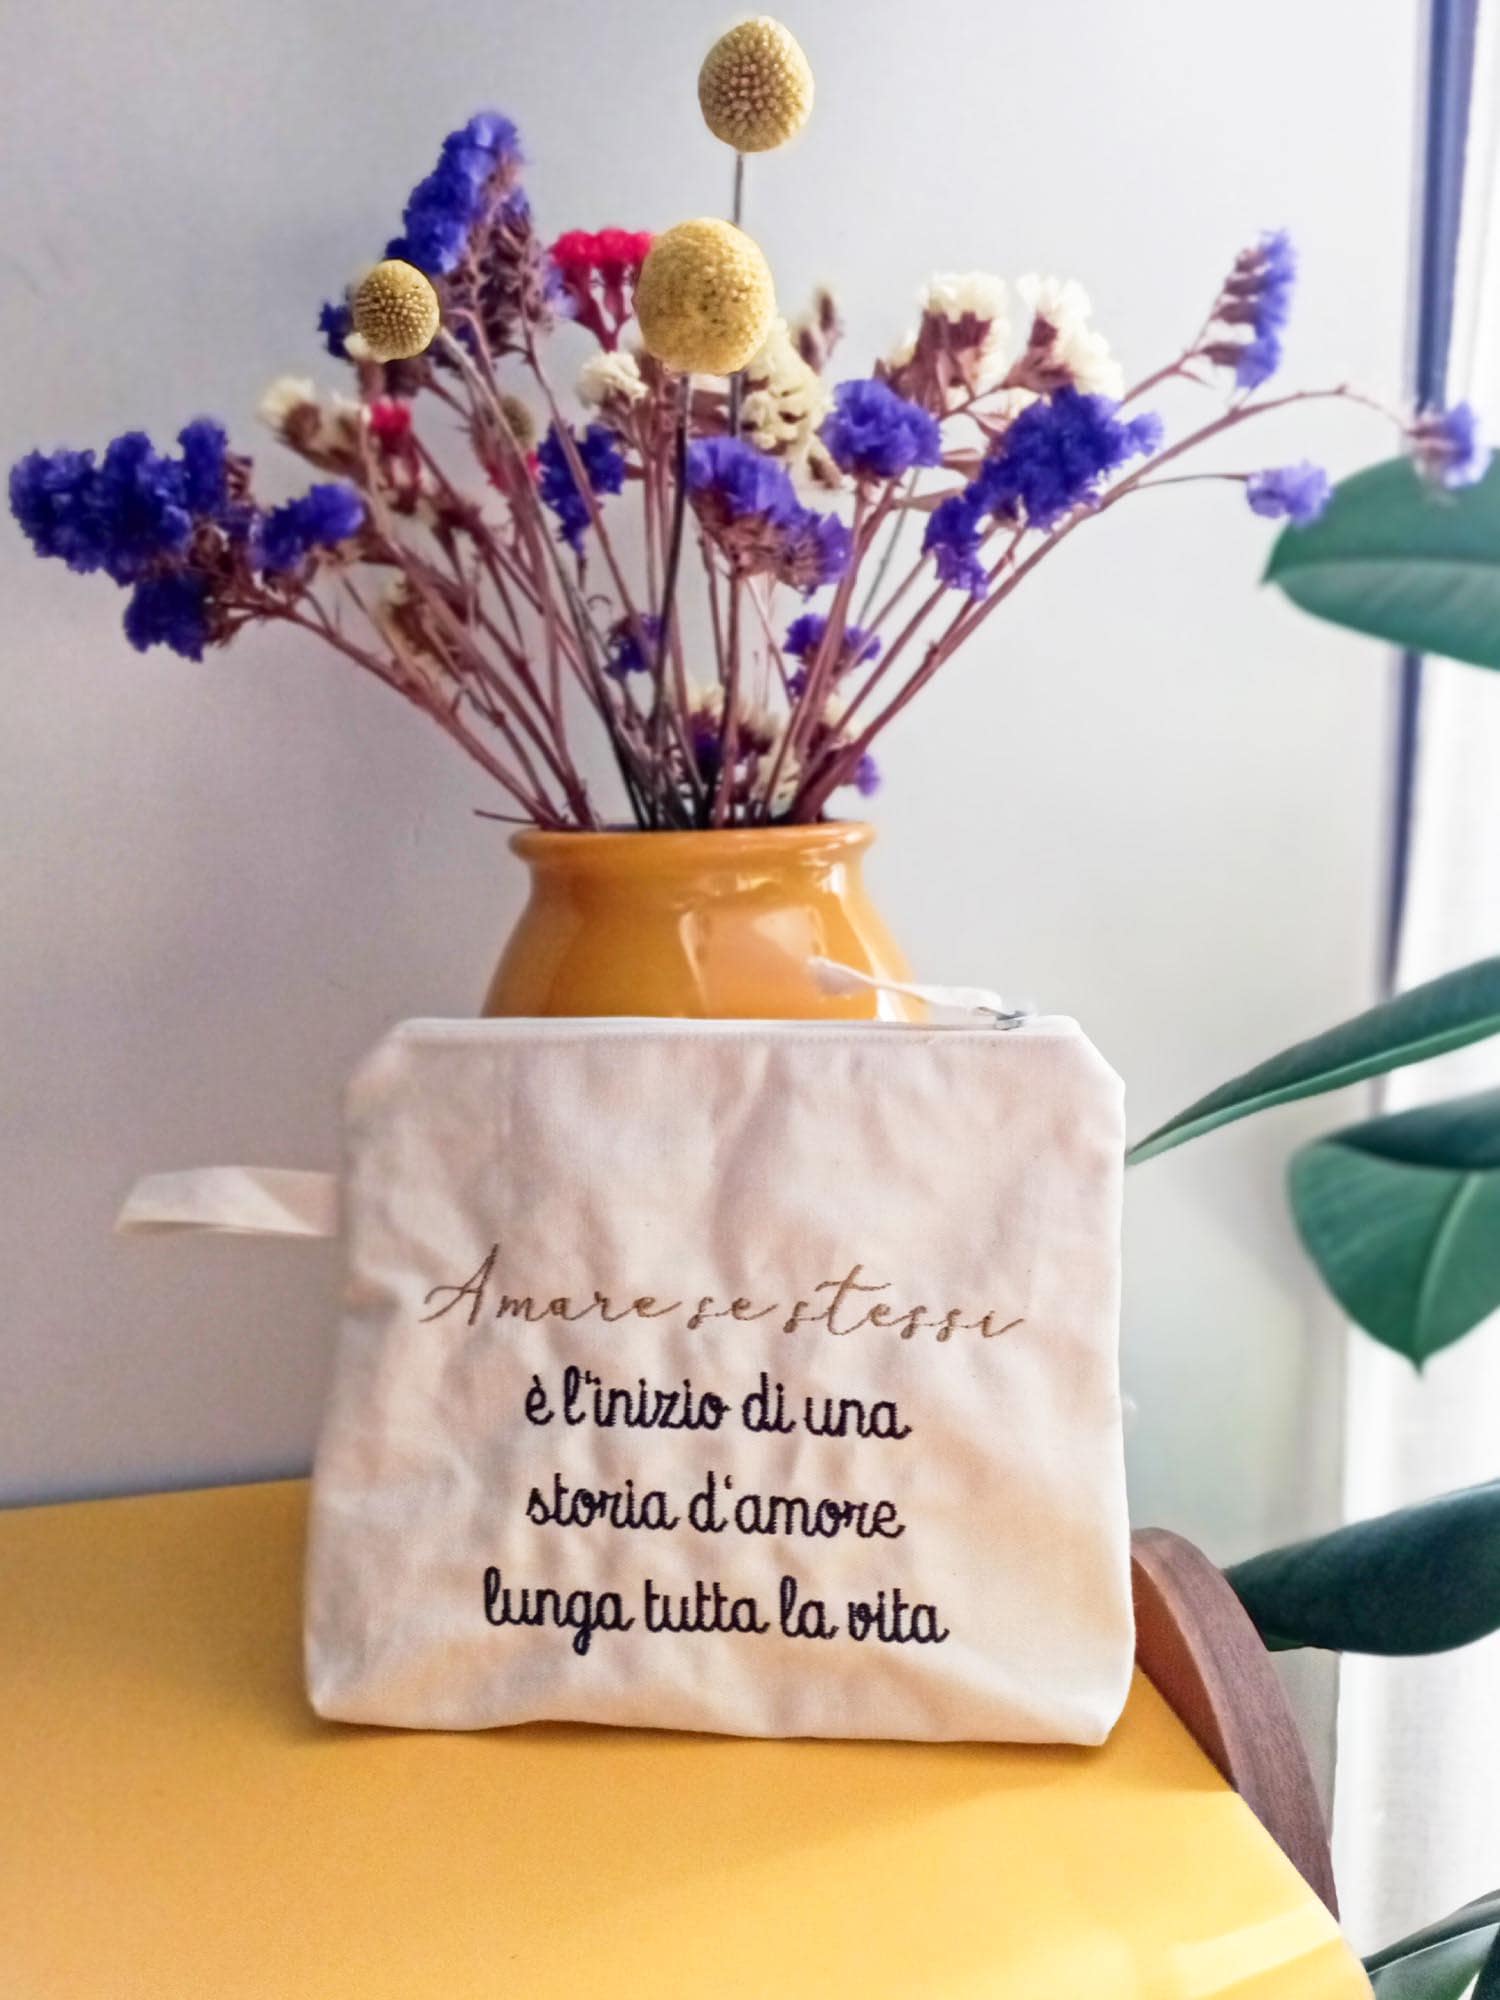 Amare se stessi
è l'inizio di una
storia d'amore
lunga tutta la vita